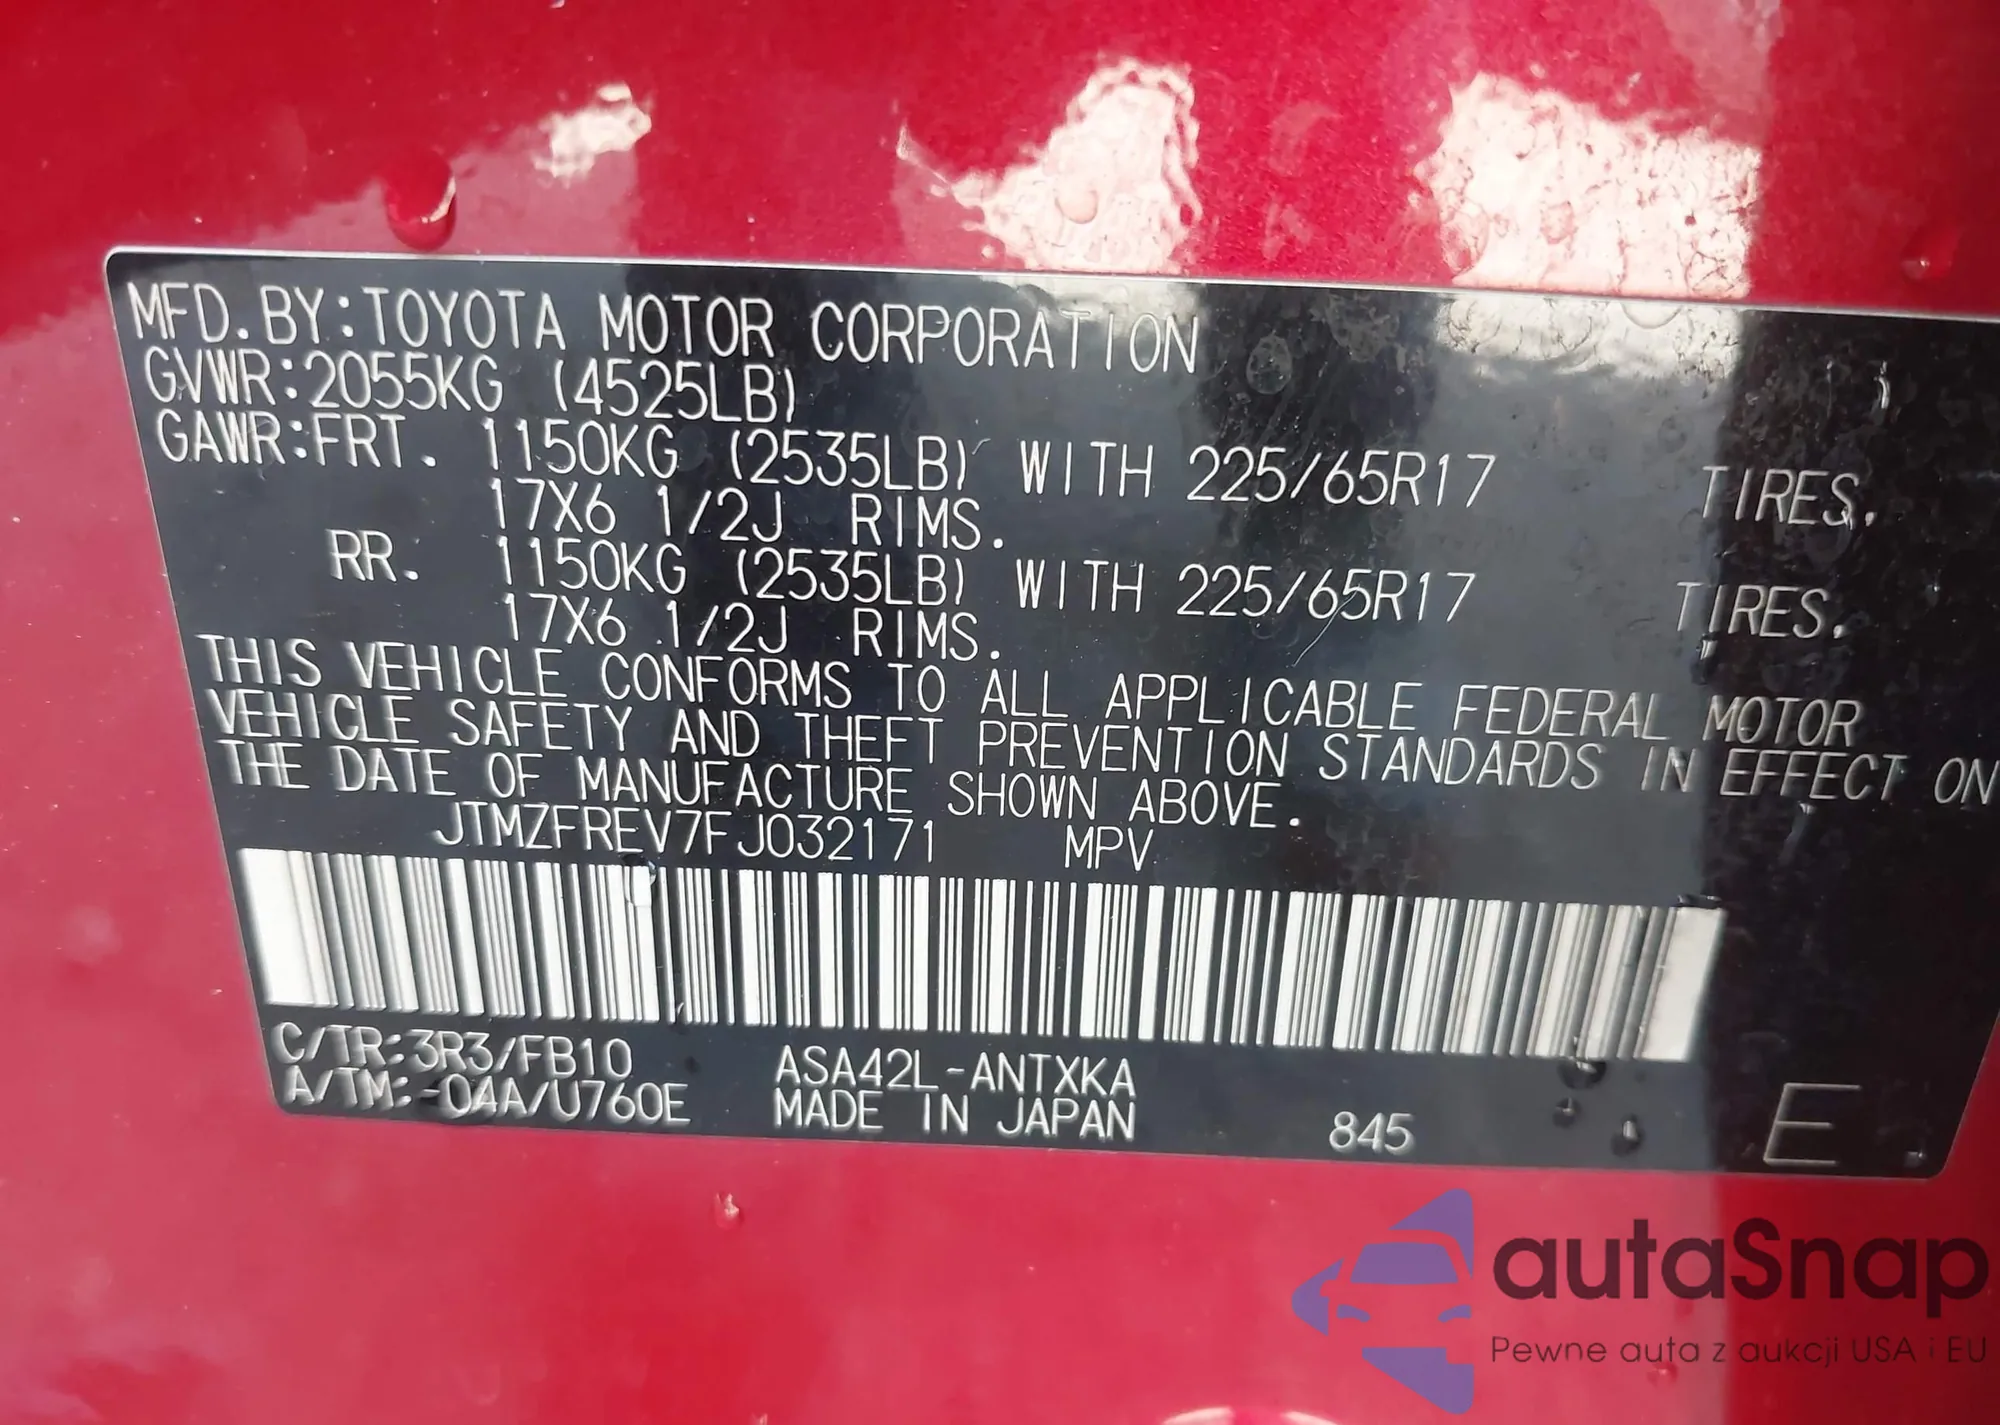 MFD.BY:TOYOTA MOTOR CORPORATION
GVWR:2055KG (4525LB)
GAWR:FRT. 1150KG (2535LB) WITH 225/65R17 TIRES.
17X6 1/2J RIMS.
RR. 1150KG (2535LB) WITH 225/65R17 TIRES.
17X6 1/2J RIMS.
THIS VEHICLE CONFORMS TO ALL APPLICABLE FEDERAL MOTOR
VEHICLE SAFETY AND THEFT PREVENTION STANDARDS IN EFFECT ON
THE DATE OF MANUFACTURE SHOWN ABOVE.
JTMZFREV7FJ032171 MPV
C/TR:3R3/FB10 ASA42L-ANTXKA
A/TM:-04A/U760E MADE IN JAPAN 845 E
autaSnap
Pewne auta z aukcji USA i EU